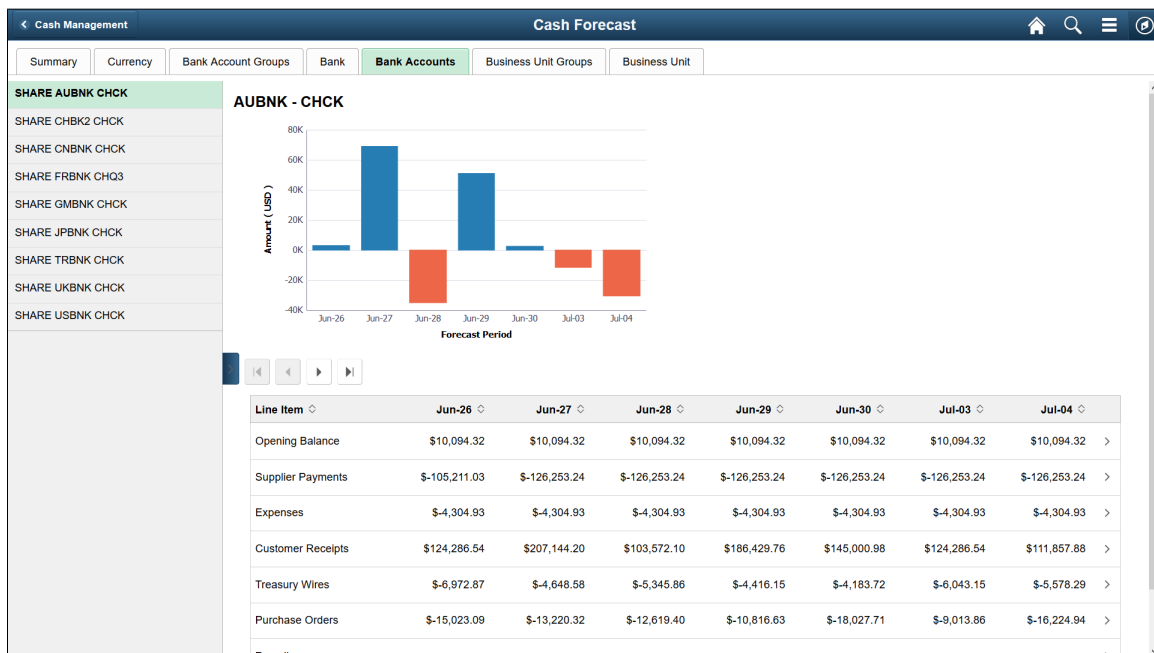 Cash Management
Cash Forecast
Summary Currency Bank Account Groups Bank Bank Accounts Business Unit Groups Business Unit
SHARE AUBNK CHCK
SHARE CHBK2 CHCK
SHARE CNBNK CHCK
SHARE FRBNK CHQ3
SHARE GMBNK CHCK
SHARE JPBNK CHCK
SHARE TRBNK CHCK
SHARE UKBNK CHCK
SHARE USBNK CHCK
AUBNK - CHCK
Amount ( USD )
80K
60K
40K
20K
0K
-20K
-40K
Jun-26 Jun-27 Jun-28 Jun-29 Jun-30 Jul-03 Jul-04
Forecast Period
Line Item Jun-26 Jun-27 Jun-28 Jun-29 Jun-30 Jul-03 Jul-04
Opening Balance $10,094.32 $10,094.32 $10,094.32 $10,094.32 $10,094.32 $10,094.32 $10,094.32
Supplier Payments $-105,211.03 $-126,253.24 $-126,253.24 $-126,253.24 $-126,253.24 $-126,253.24 $-126,253.24
Expenses $-4,304.93 $-4,304.93 $-4,304.93 $-4,304.93 $-4,304.93 $-4,304.93 $-4,304.93
Customer Receipts $124,286.54 $207,144.20 $103,572.10 $186,429.76 $145,000.98 $124,286.54 $111,857.88
Treasury Wires $-6,972.87 $-4,648.58 $-5,345.86 $-4,416.15 $-4,183.72 $-6,043.15 $-5,578.29
Purchase Orders $-15,023.09 $-13,220.32 $-12,619.40 $-10,816.63 $-18,027.71 $-9,013.86 $-16,224.94